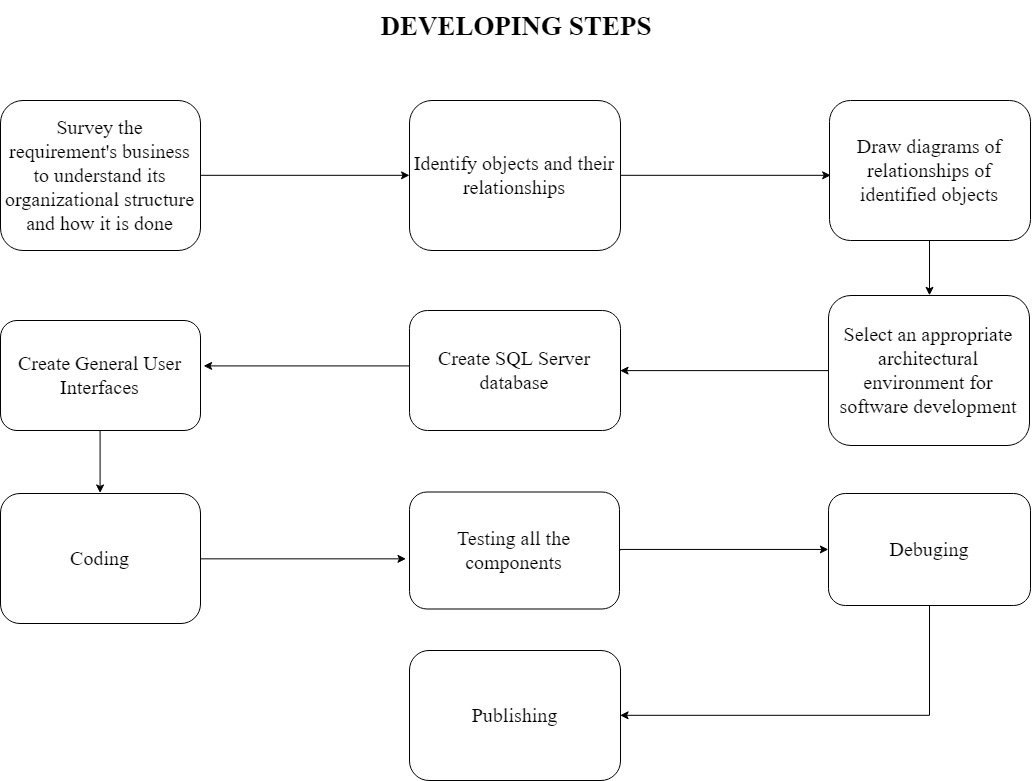 DEVELOPING STEPS
Survey the
requirement's business
to understand its
organizational structure
and how it is done
Identify objects and their
relationships
Draw diagrams of
relationships of
identified objects
Select an appropriate
architectural
environment for
software development
Create SQL Server
database
Create General User
Interfaces
Coding
Testing all the
components
Debuging
Publishing